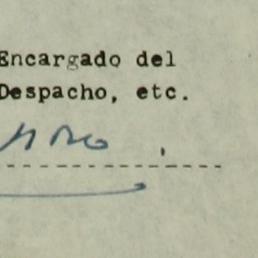 Encargado del
Despacho, etc.